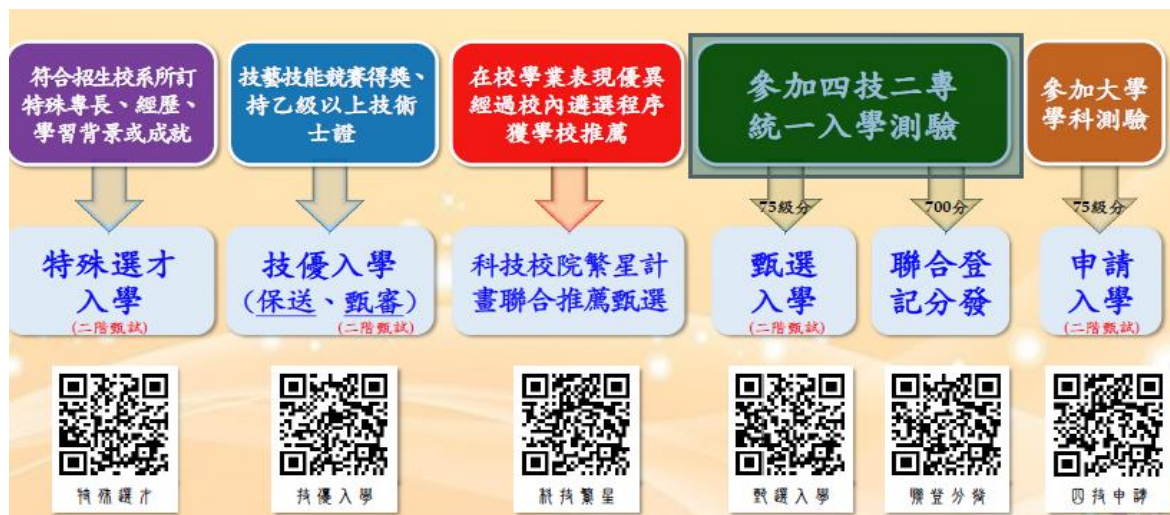 符合招生校系所訂
特殊專長、經歷、
學習背景或成就
技藝技能競賽得獎、
持乙級以上技術
士證
在校學業表現優異
經過校內遴選程序
獲學校推薦
參加四技二專
統一入學測驗
參加大學
學科測驗
75級分
700分
75級分
特殊選才
入學
(二階甄試)
技優入學
(保送、甄審)
(二階甄試)
科技校院繁星計
畫聯合推薦甄選
甄選
入學
(二階甄試)
聯合登
記分發
申請
入學
(二階甄試)
特殊選才
技優入學
科技繁星
甄選入學
聯登分發
四技申請